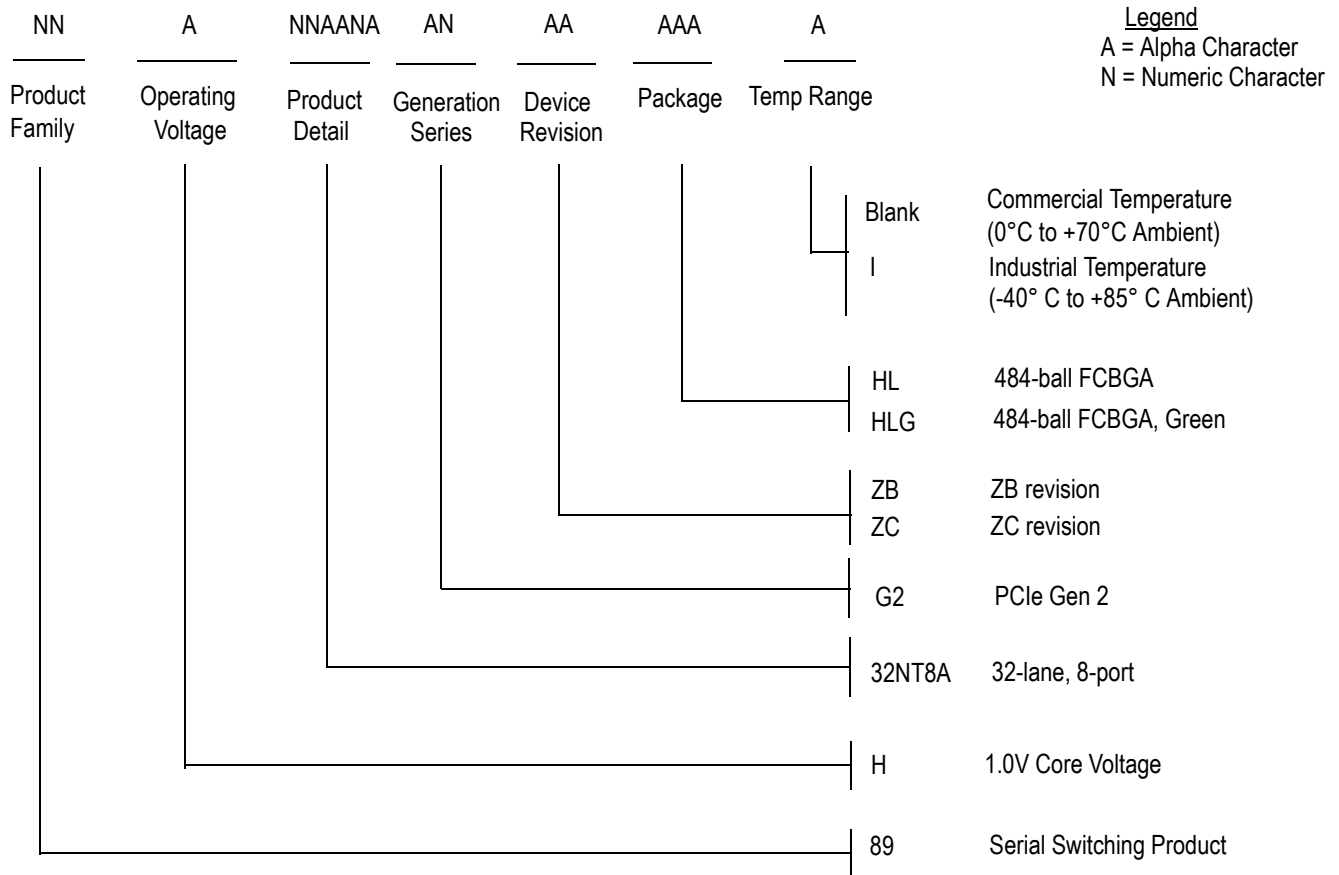 NN A NNAANA AN AA AAA A
Legend
A = Alpha Character
N = Numeric Character
Product Family
Operating Voltage
Product Detail
Generation Series
Device Revision
Package
Temp Range
Blank Commercial Temperature
(0°C to +70°C Ambient)
I Industrial Temperature
(-40° C to +85° C Ambient)
HL 484-ball FCBGA
HLG 484-ball FCBGA, Green
ZB ZB revision
ZC ZC revision
G2 PCIe Gen 2
32NT8A 32-lane, 8-port
H 1.0V Core Voltage
89 Serial Switching Product